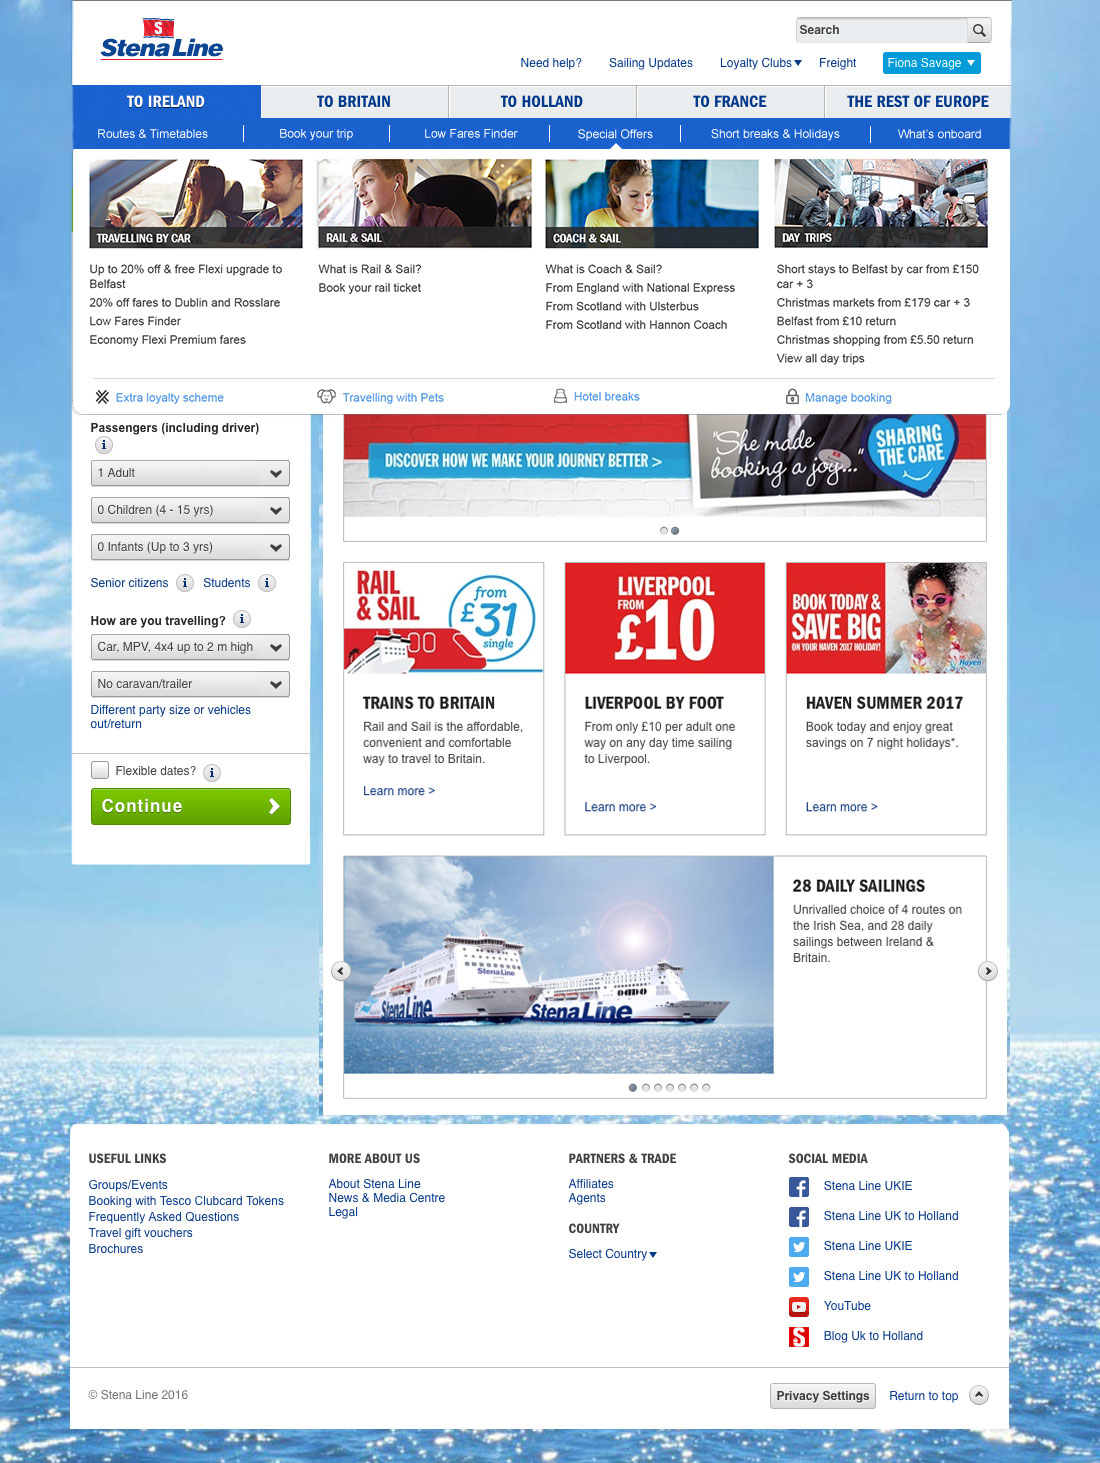 S
Stena Line
Search
Need help?
Sailing Updates
Loyalty Clubs
Freight
Fiona Savage
TO IRELAND
TO BRITAIN
TO HOLLAND
TO FRANCE
THE REST OF EUROPE
Routes & Timetables
Book your trip
Low Fares Finder
Special Offers
Short breaks & Holidays
What's onboard
TRAVELLING BY CAR
Up to 20% off & free Flexi upgrade to
Belfast
20% off fares to Dublin and Rosslare
Low Fares Finder
Economy Flexi Premium fares
RAIL & SAIL
What is Rail & Sail?
Book your rail ticket
COACH & SAIL
What is Coach & Sail?
From England with National Express
From Scotland with Ulsterbus
From Scotland with Hannon Coach
DAY TRIPS
Short stays to Belfast by car from £150
car + 3
Christmas markets from £179 car + 3
Belfast from £10 return
Christmas shopping from £5.50 return
View all day trips
Extra loyalty scheme
Travelling with Pets
Hotel breaks
Manage booking
Passengers (including driver)
i
1 Adult
0 Children (4 - 15 yrs)
0 Infants (Up to 3 yrs)
Senior citizens i Students i
How are you travelling? i
Car, MPV, 4x4 up to 2 m high
No caravan/trailer
Different party size or vehicles
out/return
Flexible dates? i
Continue
DISCOVER HOW WE MAKE YOUR JOURNEY BETTER >
"She made
booking a joy..."
SHARING
THE CARE
RAIL
& SAIL
from
£31
single
TRAINS TO BRITAIN
Rail and Sail is the affordable,
convenient and comfortable
way to travel to Britain.
Learn more >
LIVERPOOL
FROM
£10
LIVERPOOL BY FOOT
From only £10 per adult one
way on any day time sailing
to Liverpool.
Learn more >
BOOK TODAY &
SAVE BIG
ON YOUR HAVEN 2017 HOLIDAY!
Haven
HAVEN SUMMER 2017
Book today and enjoy great
savings on 7 night holidays*.
Learn more >
Stena Line
Stena Line
Stena Line
28 DAILY SAILINGS
Unrivalled choice of 4 routes on
the Irish Sea, and 28 daily
sailings between Ireland &
Britain.
USEFUL LINKS
Groups/Events
Booking with Tesco Clubcard Tokens
Frequently Asked Questions
Travel gift vouchers
Brochures
MORE ABOUT US
About Stena Line
News & Media Centre
Legal
PARTNERS & TRADE
Affiliates
Agents
COUNTRY
Select Country
SOCIAL MEDIA
Stena Line UKIE
Stena Line UK to Holland
Stena Line UKIE
Stena Line UK to Holland
YouTube
S
Blog Uk to Holland
© Stena Line 2016
Privacy Settings
Return to top